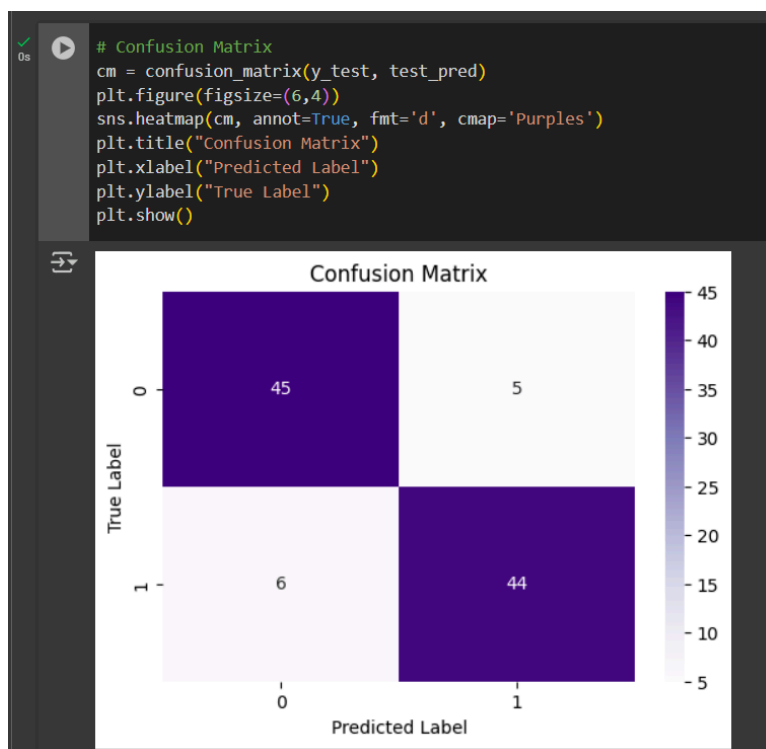 0s
# Confusion Matrix
cm = confusion_matrix(y_test, test_pred)
plt.figure(figsize=(6,4))
sns.heatmap(cm, annot=True, fmt='d', cmap='Purples')
plt.title("Confusion Matrix")
plt.xlabel("Predicted Label")
plt.ylabel("True Label")
plt.show()
Confusion Matrix
True Label
0
45
5
1
6
44
0
1
Predicted Label
45
40
35
30
25
20
15
10
5